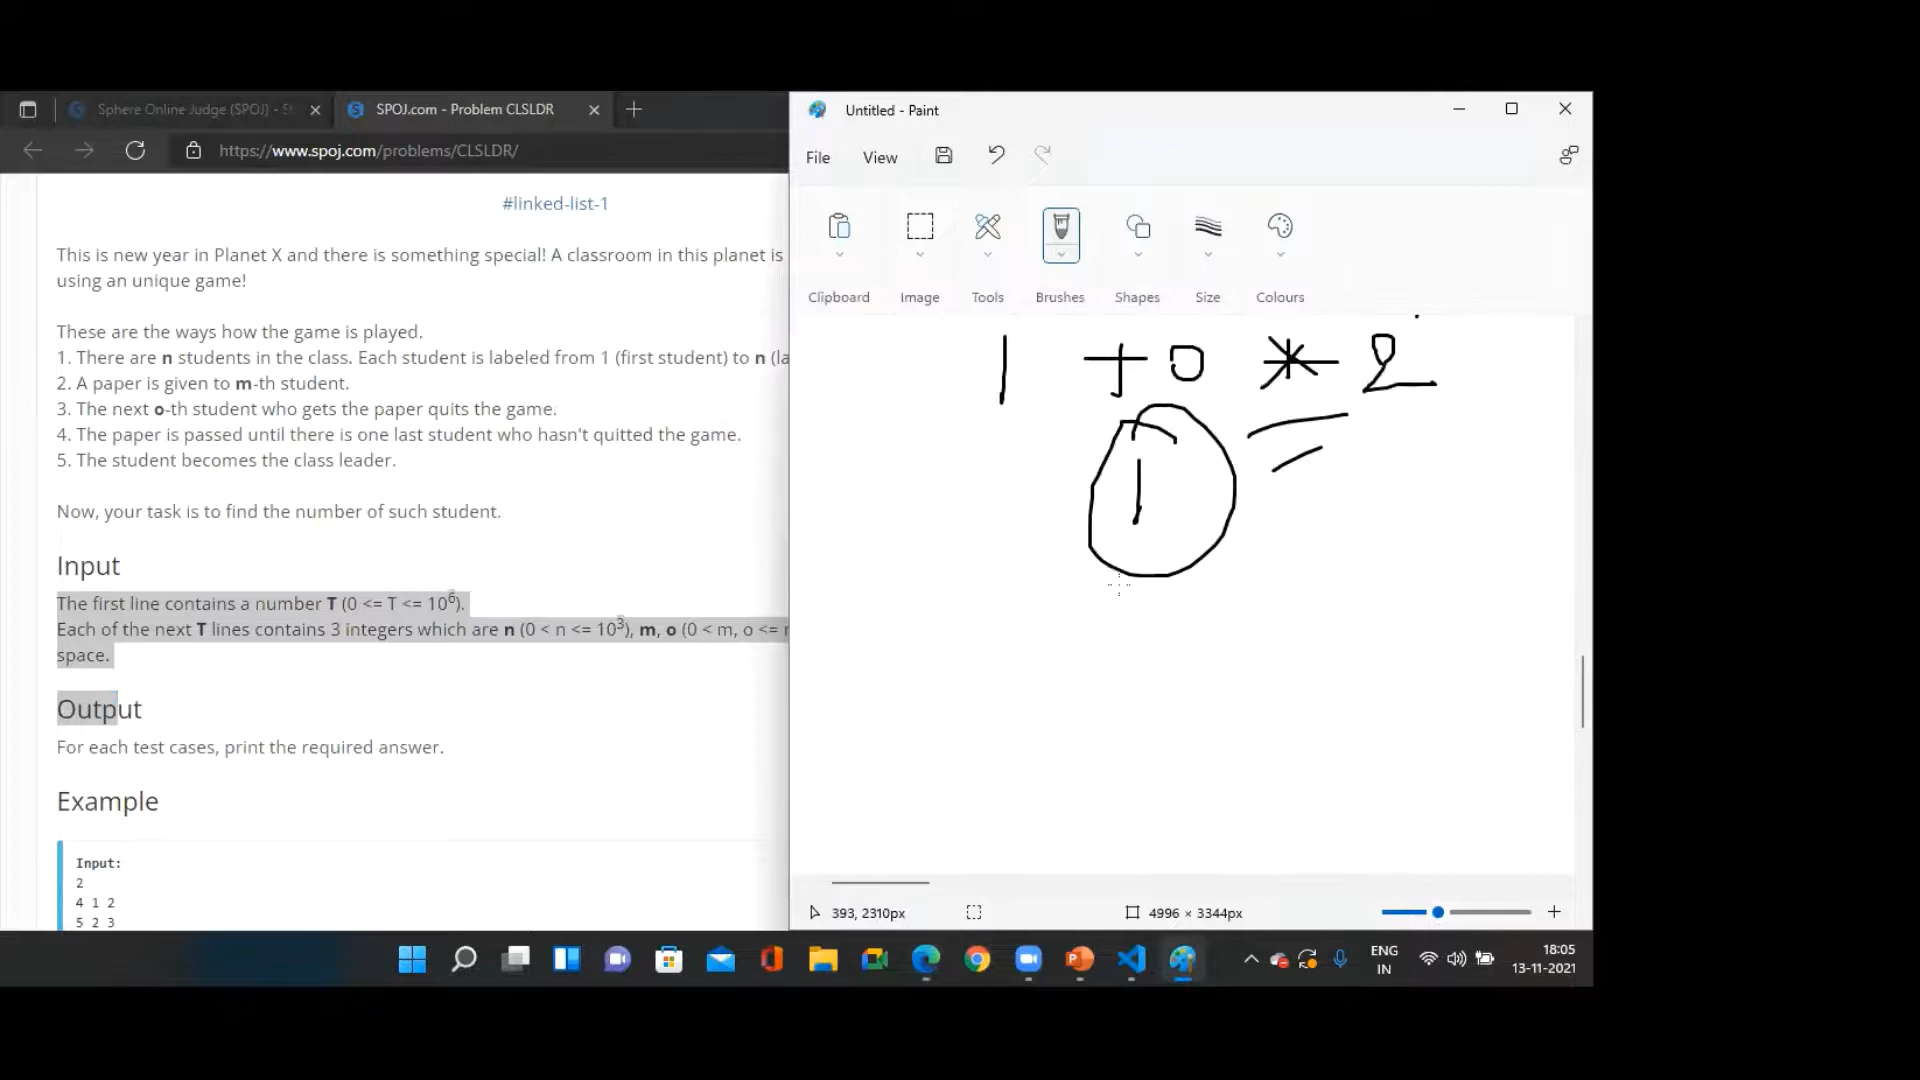 Sphere Online Judge (SPOJ) - S
SPOJ.com - Problem CLSLDR
https://www.spoj.com/problems/CLSLDR/
#linked-list-1
This is new year in Planet X and there is something special! A classroom in this planet is
using an unique game!
These are the ways how the game is played.
1. There are n students in the class. Each student is labeled from 1 (first student) to n (la
2. A paper is given to m-th student.
3. The next o-th student who gets the paper quits the game.
4. The paper is passed until there is one last student who hasn't quitted the game.
5. The student becomes the class leader.
Now, your task is to find the number of such student.
Input
The first line contains a number T (0 <= T <= 10^6).
Each of the next T lines contains 3 integers which are n (0 < n <= 10^3), m, o (0 < m, o <= n
space.
Output
For each test cases, print the required answer.
Example
Input:
2
4 1 2
5 2 3
Untitled - Paint
File View
Clipboard Image Tools Brushes Shapes Size Colours
1 + 0 * 2
1
393, 2310px 4996 × 3344px
ENG
IN
18:05
13-11-2021